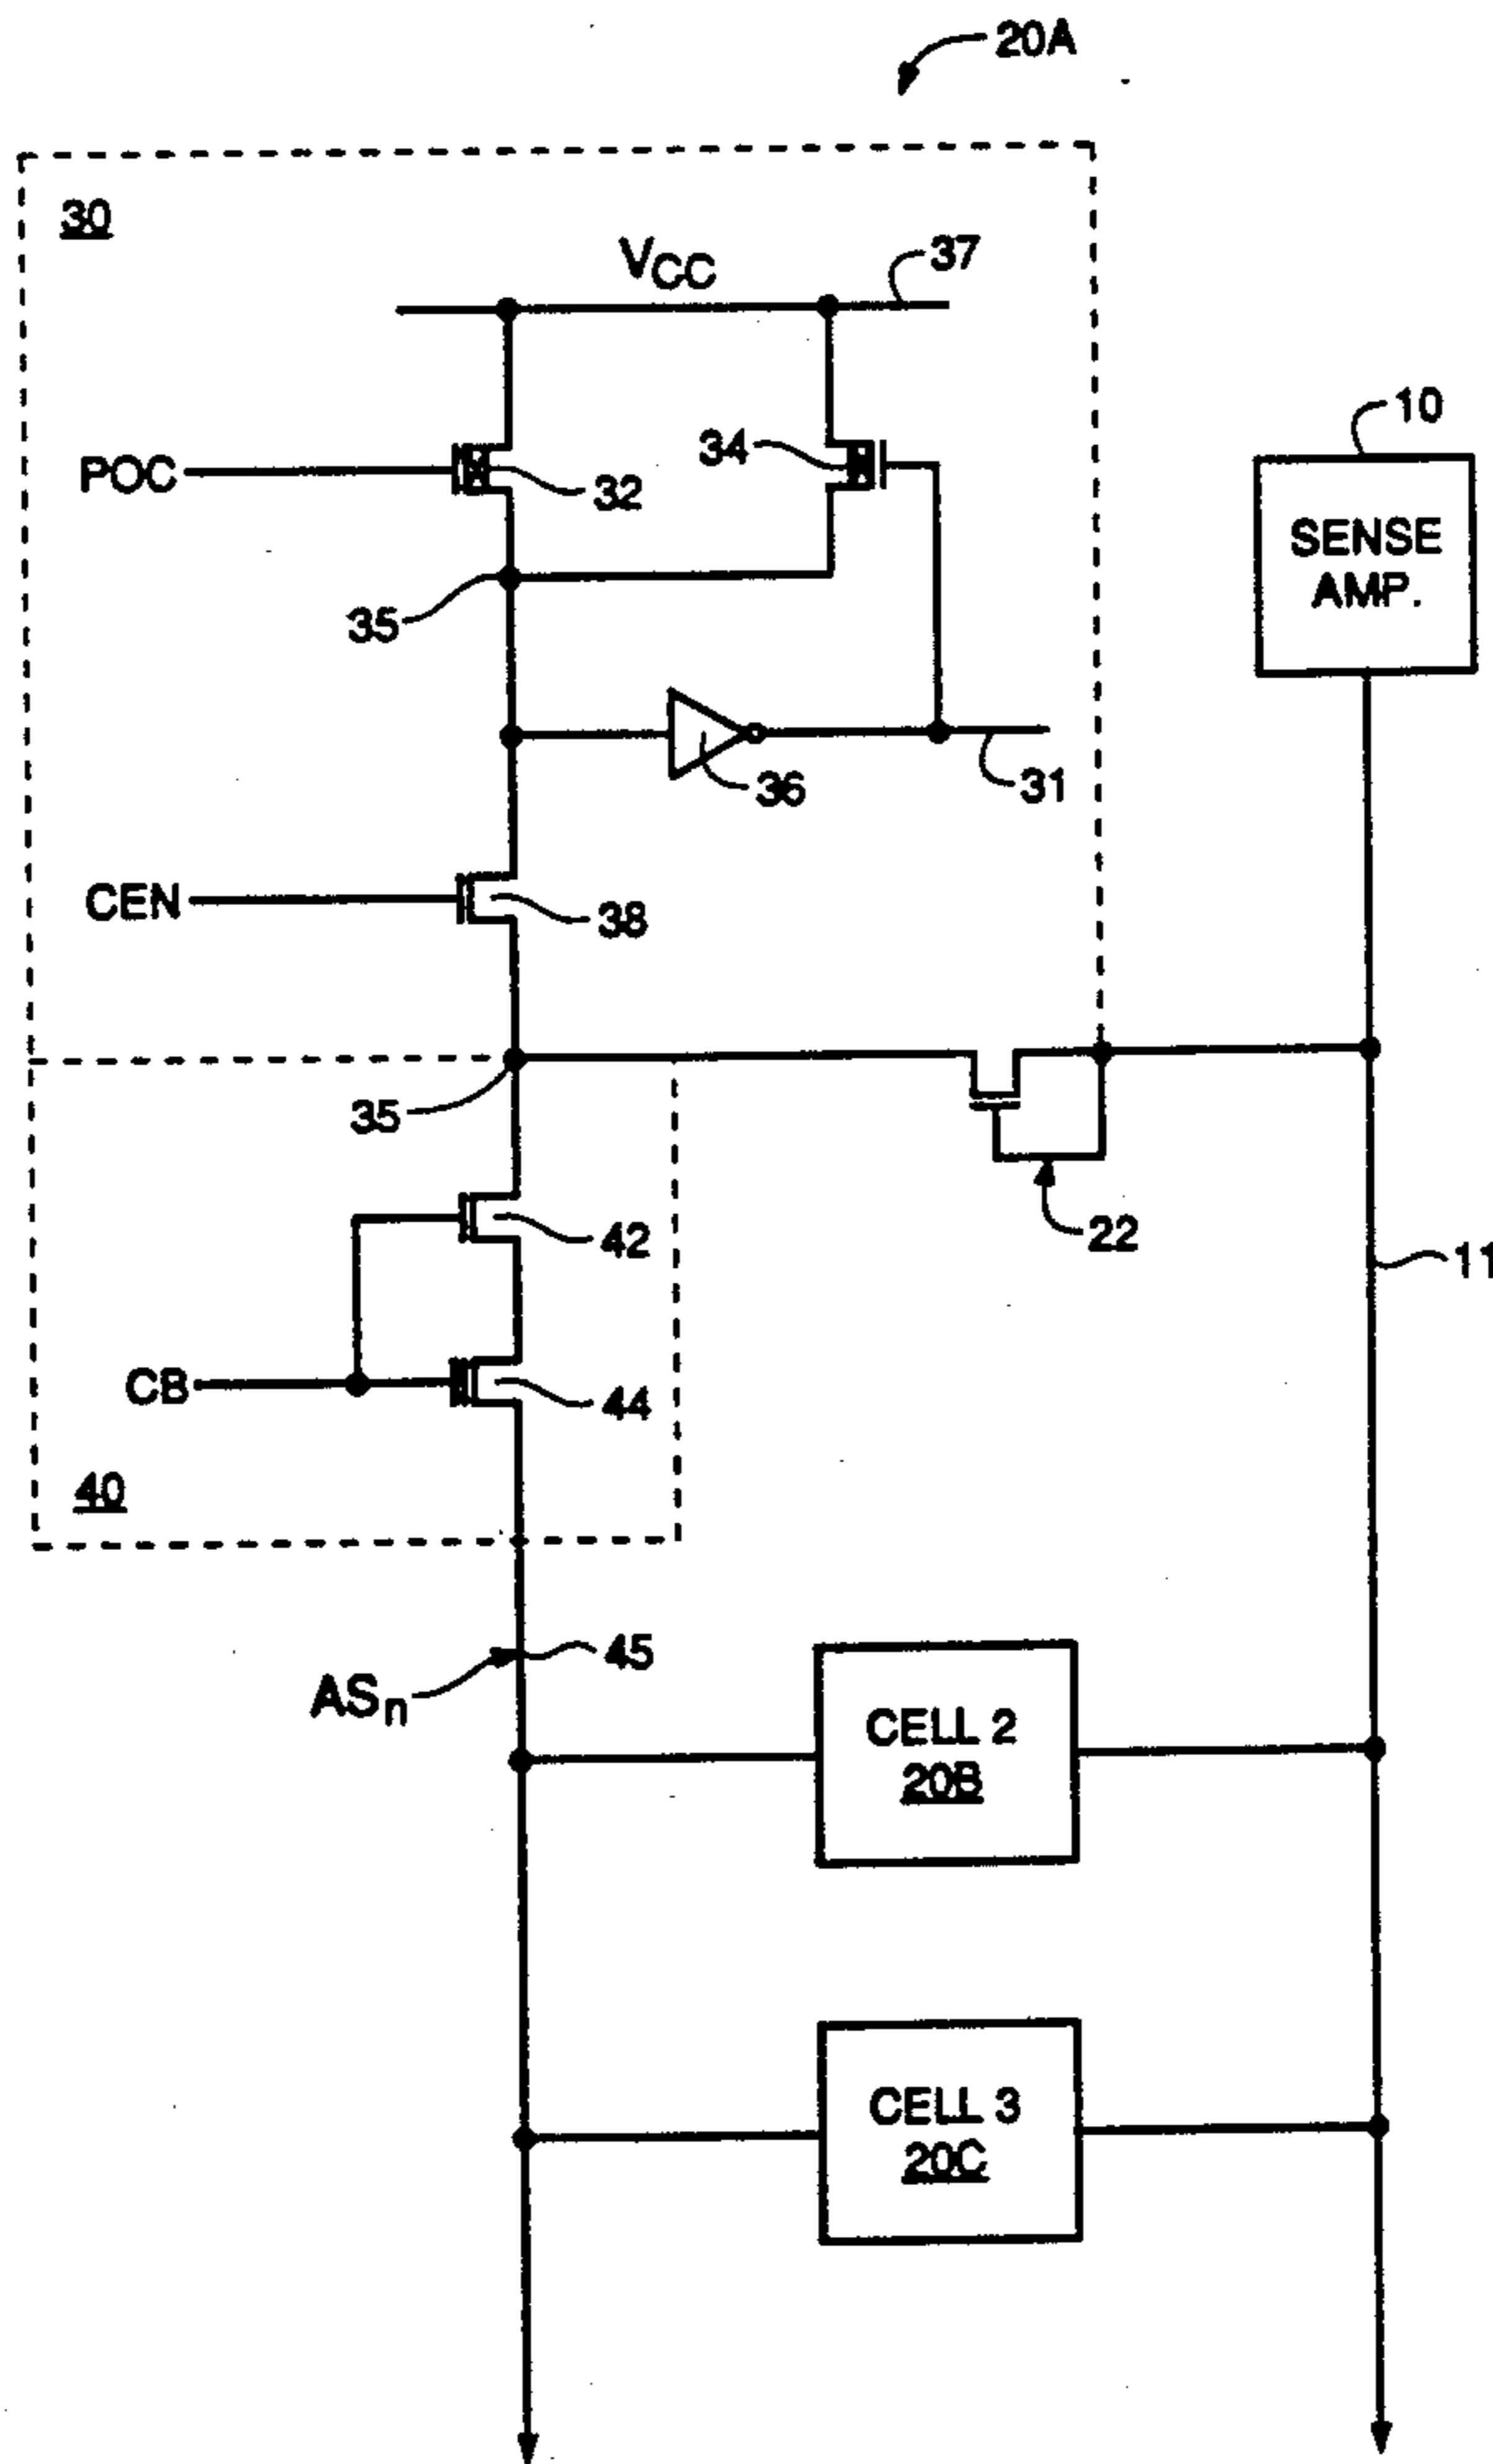 20A
30
VCC
37
10
POC
32
34
SENSE
AMP.
35
36
31
CEN
38
35
22
42
11
CB
44
40
45
ASn
CELL 2
20B
CELL 3
20C